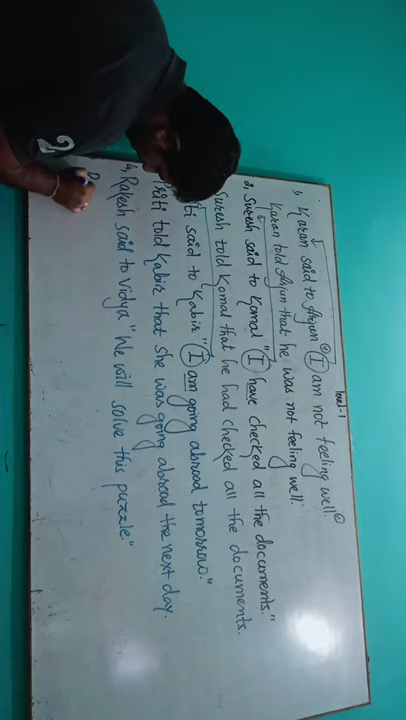 level-1
1, Karan said to Arjun "I am not feeling well"
Karan told Arjun that he was not feeling well.
2, Suresh said to Komal "I have checked all the documents."
Suresh told Komal that he had checked all the documents.
said to Kabir "I am going abroad tomorrow."
told Kabir that she was going abroad the next day.
4, Rakesh said to Vidya "We will solve this puzzle."
2